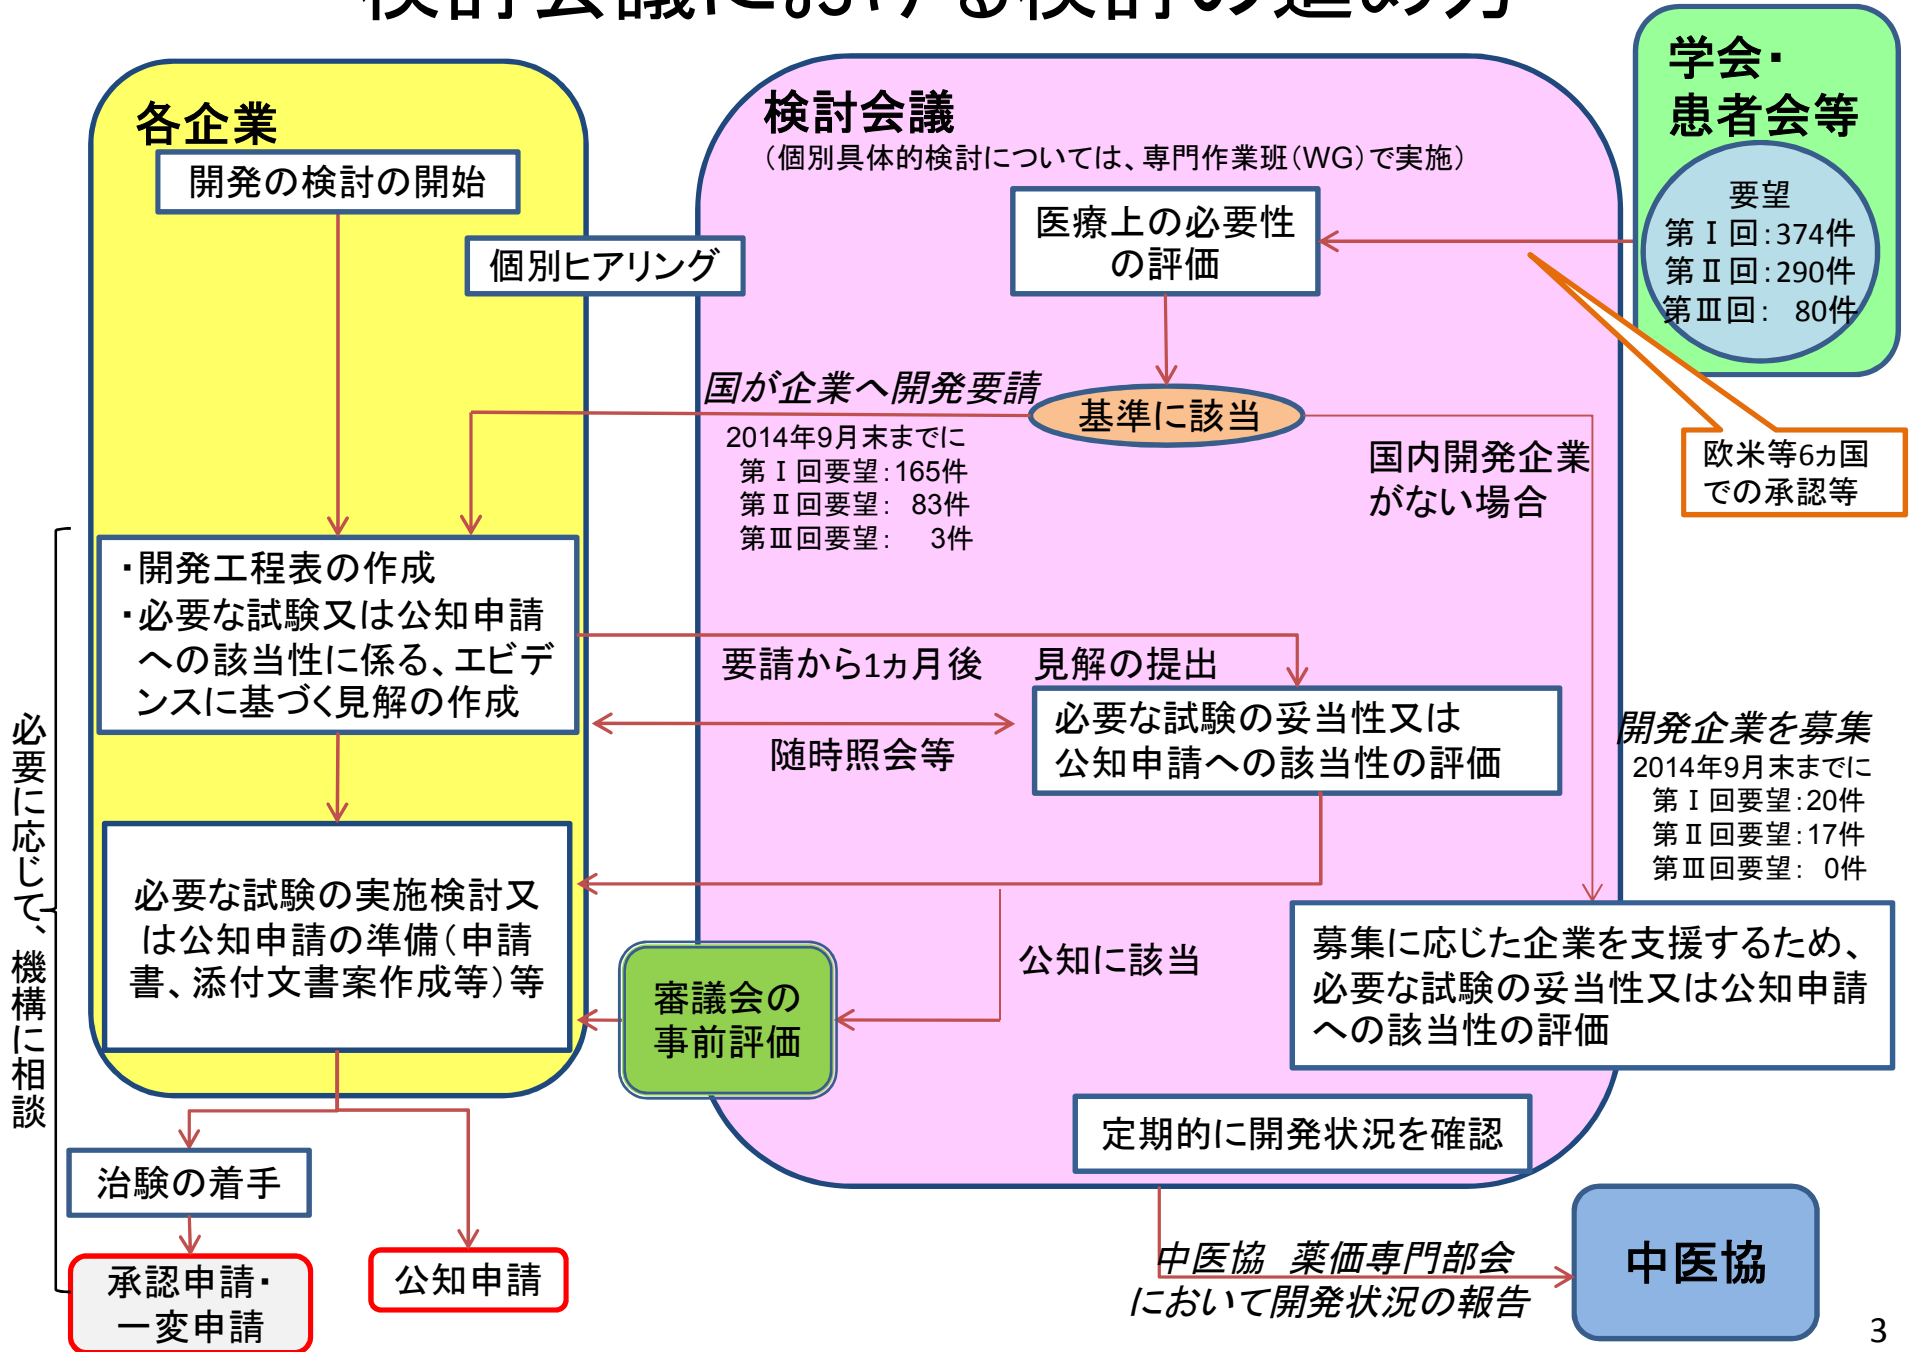 検討会議における検討の進め方
各企業
開発の検討の開始
個別ヒアリング
検討会議
（個別具体的検討については、専門作業班（WG）で実施）
医療上の必要性
の評価
学会・
患者会等
要望
第Ⅰ回：374件
第Ⅱ回：290件
第Ⅲ回： 80件
欧米等6ヵ国
での承認等
基準に該当
国が企業へ開発要請
2014年9月末までに
第Ⅰ回要望：165件
第Ⅱ回要望： 83件
第Ⅲ回要望： 3件
国内開発企業
がない場合
・開発工程表の作成
・必要な試験又は公知申請
への該当性に係る、エビデ
ンスに基づく見解の作成
要請から1ヵ月後 見解の提出
随時照会等
必要な試験の妥当性又は
公知申請への該当性の評価
開発企業を募集
2014年9月末までに
第Ⅰ回要望：20件
第Ⅱ回要望：17件
第Ⅲ回要望： 0件
必要な試験の実施検討又
は公知申請の準備（申請
書、添付文書案作成等）等
公知に該当
審議会の
事前評価
募集に応じた企業を支援するため、
必要な試験の妥当性又は公知申請
への該当性の評価
定期的に開発状況を確認
必要に応じて、機構に相談
治験の着手
承認申請・
一変申請
公知申請
中医協 薬価専門部会
において開発状況の報告
中医協
3